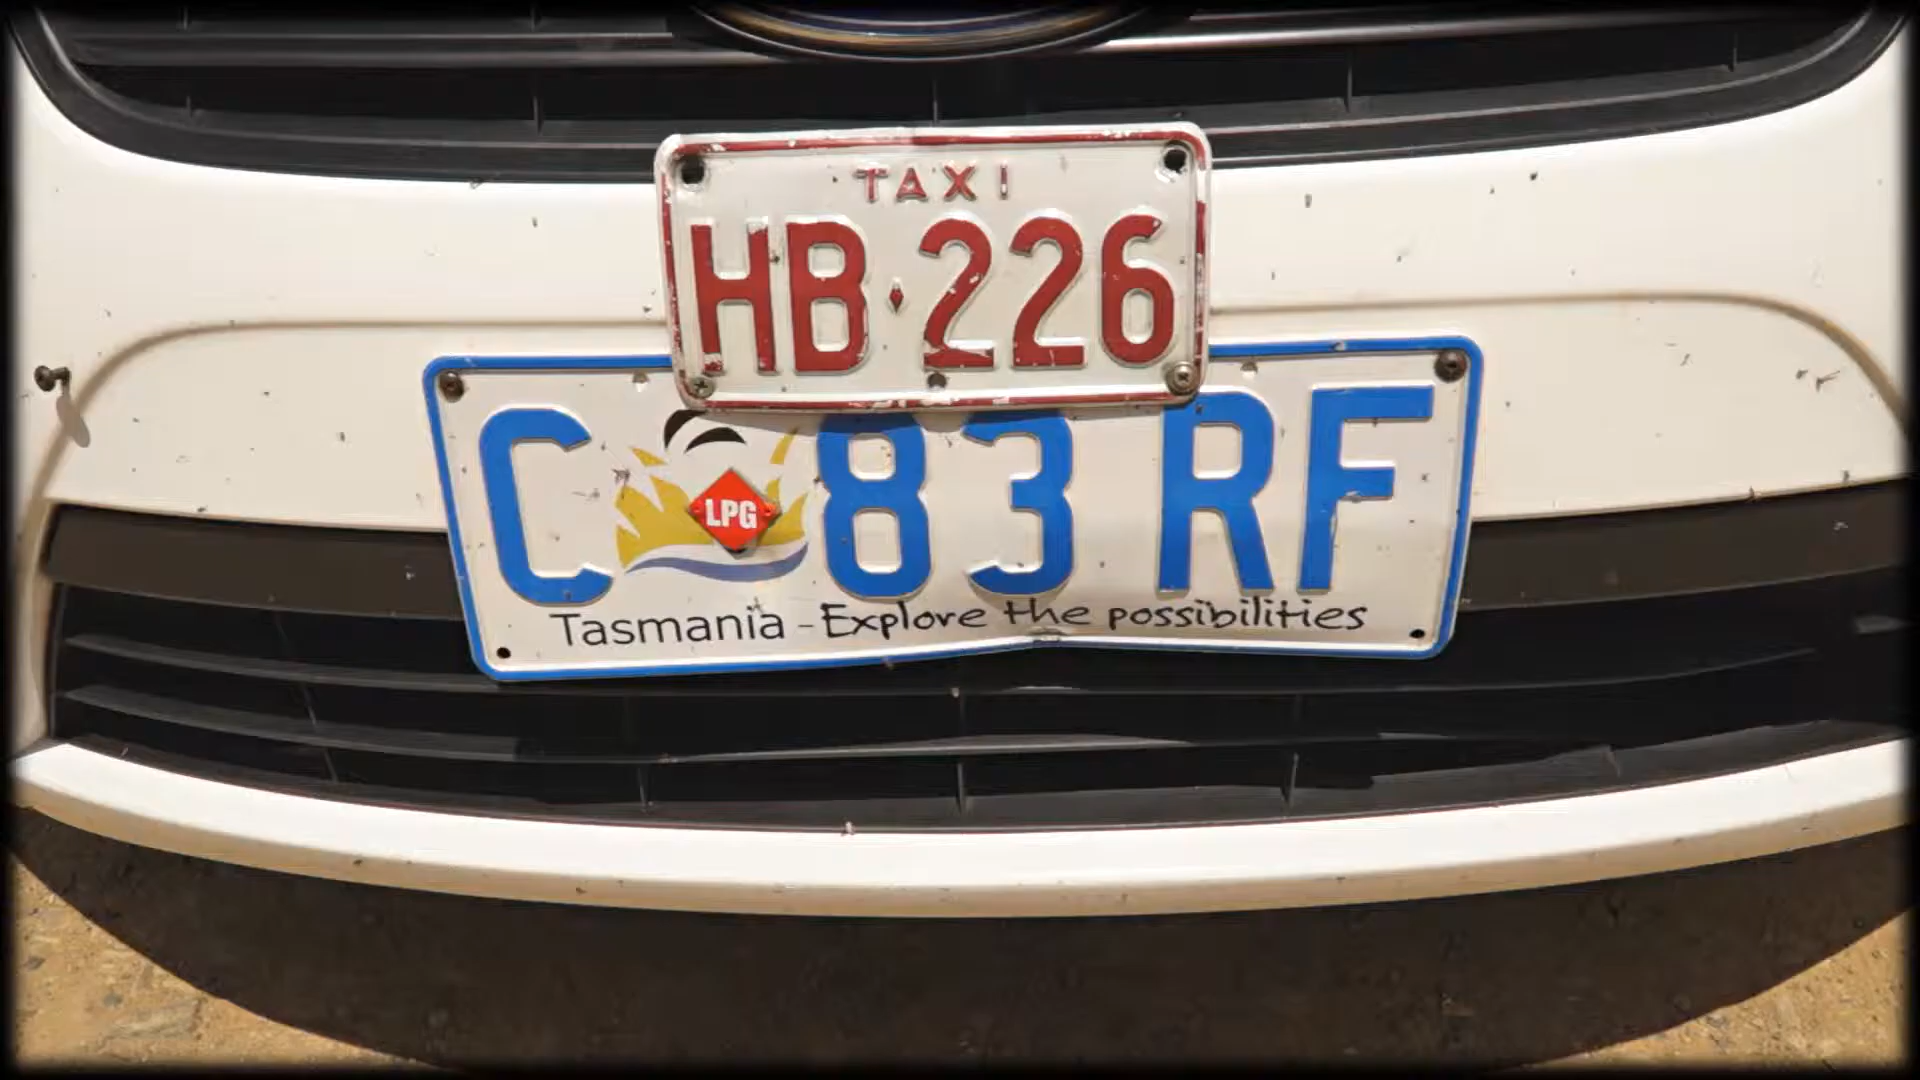 TAXI
HB·226
C 83 RF
LPG
Tasmania - Explore the possibilities